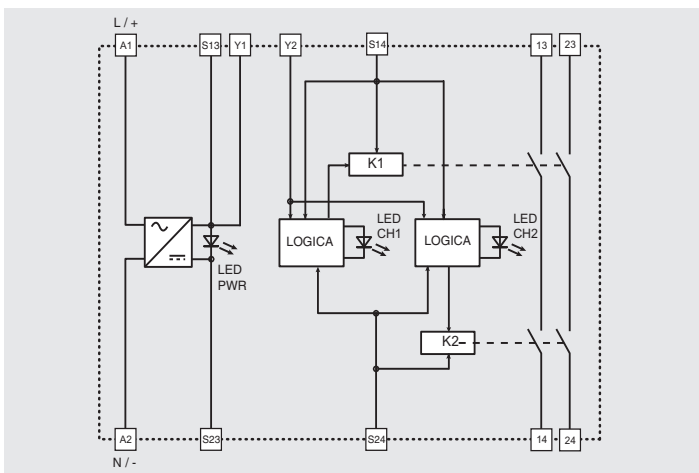 L / +
A1
S13
Y1
Y2
S14
13
23
K1
LOGICA
LED
CH1
LOGICA
LED
CH2
LED
PWR
K2
A2
S23
S24
14
24
N / -